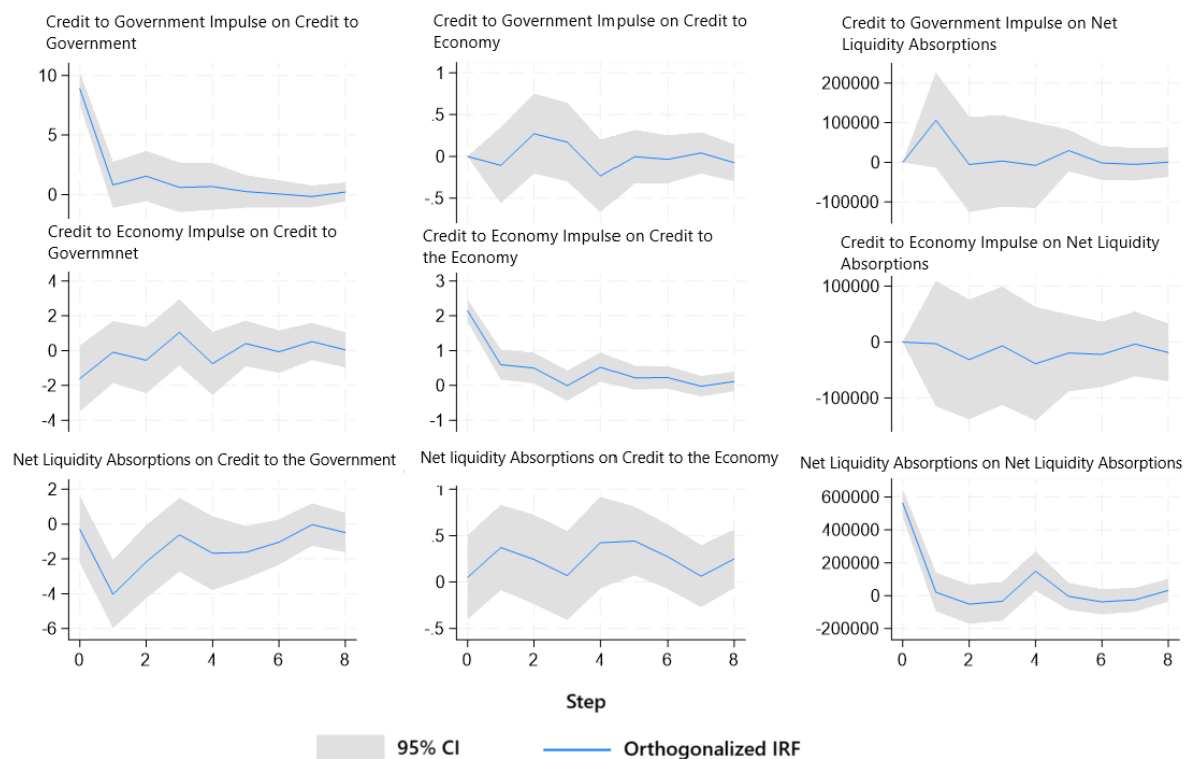 Credit to Government Impulse on Credit to
Government
10
5
0
Credit to Government Impulse on Credit to
Economy
1
.5
0
-.5
Credit to Government Impulse on Net
Liquidity Absorptions
200000
100000
0
-100000
Credit to Economy Impulse on Credit to
Governmnet
4
2
0
-2
-4
Credit to Economy Impulse on Credit to
the Economy
3
2
1
0
-1
Credit to Economy Impulse on Net Liquidity
Absorptions
100000
0
-100000
Net Liquidity Absorptions on Credit to the Government
2
0
-2
-4
-6
0 2 4 6 8
Net liquidity Absorptions on Credit to the Economy
1
.5
0
-.5
0 2 4 6 8
Net Liquidity Absorptions on Net Liquidity Absorptions
600000
400000
200000
0
-200000
0 2 4 6 8
Step
95% CI
Orthogonalized IRF